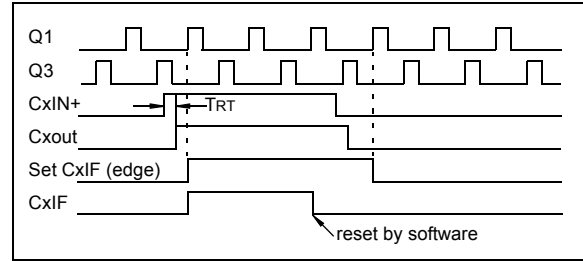 Q1
Q3
CxIN+
TRT
Cxout
Set CxIF (edge)
CxIF
reset by software